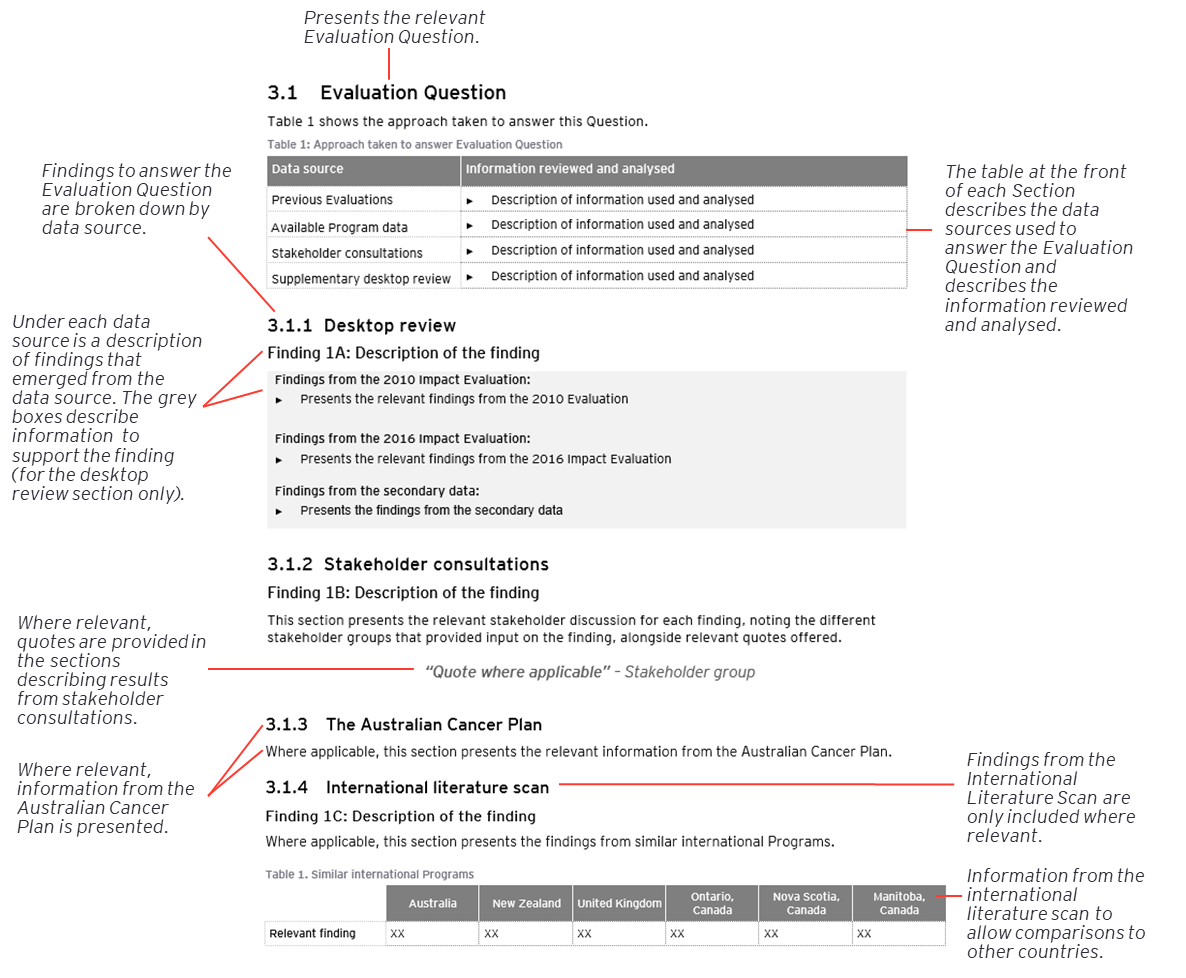 Presents the relevant
Evaluation Question.
3.1 Evaluation Question
Table 1 shows the approach taken to answer this Question.
Table 1: Approach taken to answer Evaluation Question
Data source Information reviewed and analysed
Previous Evaluations ► Description of information used and analysed
Available Program data ► Description of information used and analysed
Stakeholder consultations ► Description of information used and analysed
Supplementary desktop review ► Description of information used and analysed
Findings to answer the
Evaluation Question
are broken down by
data source.
The table at the front
of each Section
describes the data
sources used to
answer the Evaluation
Question and
describes the
information reviewed
and analysed.
3.1.1 Desktop review
Finding 1A: Description of the finding
Findings from the 2010 Impact Evaluation:
► Presents the relevant findings from the 2010 Evaluation
Findings from the 2016 Impact Evaluation:
► Presents the relevant findings from the 2016 Impact Evaluation
Findings from the secondary data:
► Presents the findings from the secondary data
Under each data
source is a description
of findings that
emerged from the
data source. The grey
boxes describe
information to
support the finding
(for the desktop
review section only).
3.1.2 Stakeholder consultations
Finding 1B: Description of the finding
This section presents the relevant stakeholder discussion for each finding, noting the different
stakeholder groups that provided input on the finding, alongside relevant quotes offered.
“Quote where applicable” – Stakeholder group
Where relevant,
quotes are provided in
the sections
describing results
from stakeholder
consultations.
3.1.3 The Australian Cancer Plan
Where applicable, this section presents the relevant information from the Australian Cancer Plan.
Where relevant,
information from the
Australian Cancer
Plan is presented.
3.1.4 International literature scan
Finding 1C: Description of the finding
Where applicable, this section presents the findings from similar international Programs.
Findings from the
International
Literature Scan are
only included where
relevant.
Table 1. Similar international Programs
Australia New Zealand United Kingdom Ontario, Canada Nova Scotia, Canada Manitoba, Canada
Relevant finding XX XX XX XX XX XX
Information from the
international
literature scan to
allow comparisons to
other countries.